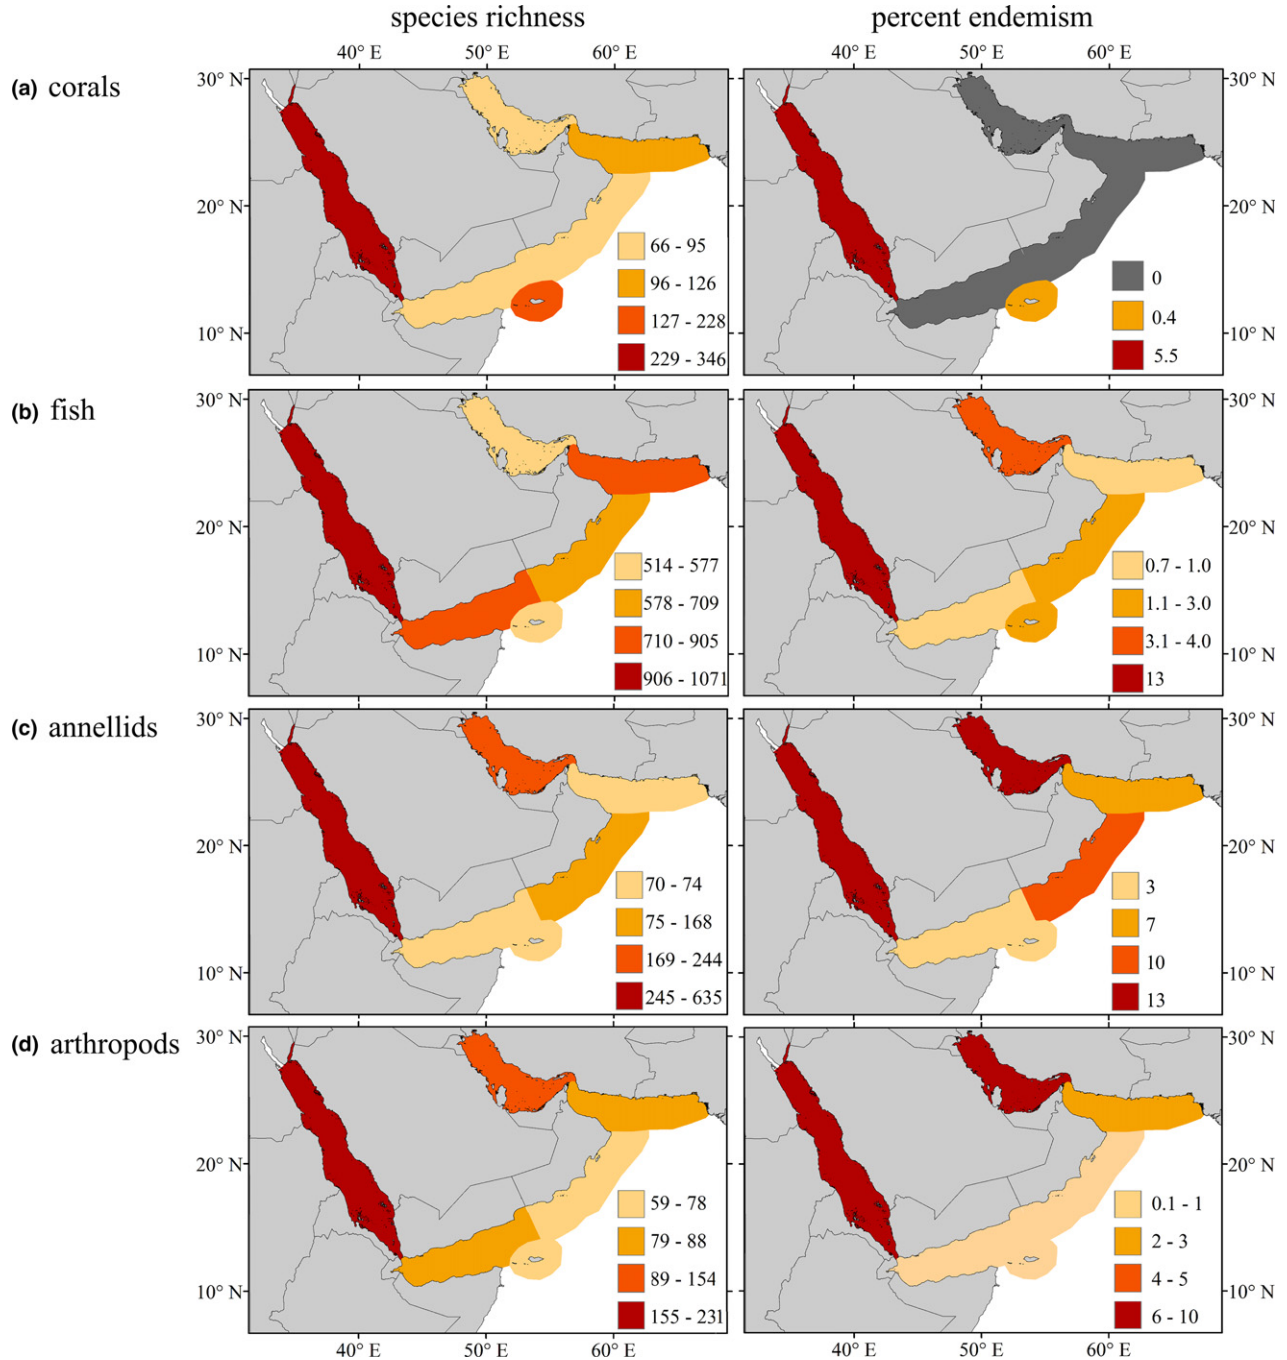 species richness percent endemism
40° E 50° E 60° E 40° E 50° E 60° E
(a) corals
30° N 30° N
20° N 20° N
10° N 10° N
66 - 95
96 - 126
127 - 228
229 - 346
0
0.4
5.5
(b) fish
30° N 30° N
20° N 20° N
10° N 10° N
514 - 577
578 - 709
710 - 905
906 - 1071
0.7 - 1.0
1.1 - 3.0
3.1 - 4.0
13
(c) annellids
30° N 30° N
20° N 20° N
10° N 10° N
70 - 74
75 - 168
169 - 244
245 - 635
3
7
10
13
(d) arthropods
30° N 30° N
20° N 20° N
10° N 10° N
59 - 78
79 - 88
89 - 154
155 - 231
0.1 - 1
2 - 3
4 - 5
6 - 10
40° E 50° E 60° E 40° E 50° E 60° E